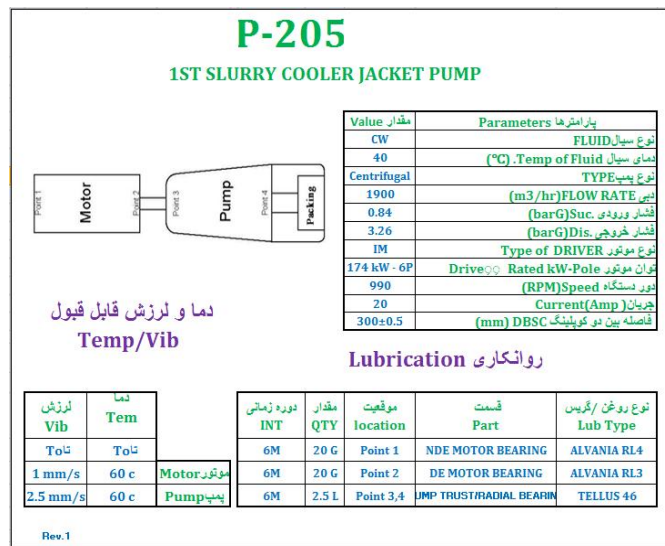 P-205
1ST SLURRY COOLER JACKET PUMP
Point 1
Motor
Point 2
Point 3
Pump
Point 4
Packing
Value مقدار Parameters پارامترها
CW نوع سیال FLUID
40 دمای سیال Temp of Fluid. (°C)
Centrifugal نوع پمپ TYPE
1900 دبی FLOW RATE (m3/hr)
0.84 فشار ورودی Suc. (barG)
3.26 فشار خروجی Dis. (barG)
IM نوع موتور Type of DRIVER
174 kW - 6P توان موتور Drive Rated kW-Pole
990 دور دستگاه Speed (RPM)
20 جریان Current(Amp)
300±0.5 فاصله بین دو کوپلینگ DBSC (mm)
دما و لرزش قابل قبول
Temp/Vib
Lubrication روانکاری
لرزش Vib دما Tem
تا To تا To
1 mm/s 60 c موتور Motor
2.5 mm/s 60 c پمپ Pump
دوره زمانی INT مقدار QTY موقعیت location قسمت Part نوع روغن /گریس Lub Type
6M 20 G Point 1 NDE MOTOR BEARING ALVANIA RL4
6M 20 G Point 2 DE MOTOR BEARING ALVANIA RL3
6M 2.5 L Point 3,4 UMP TRUST/RADIAL BEARIN TELLUS 46
Rev.1